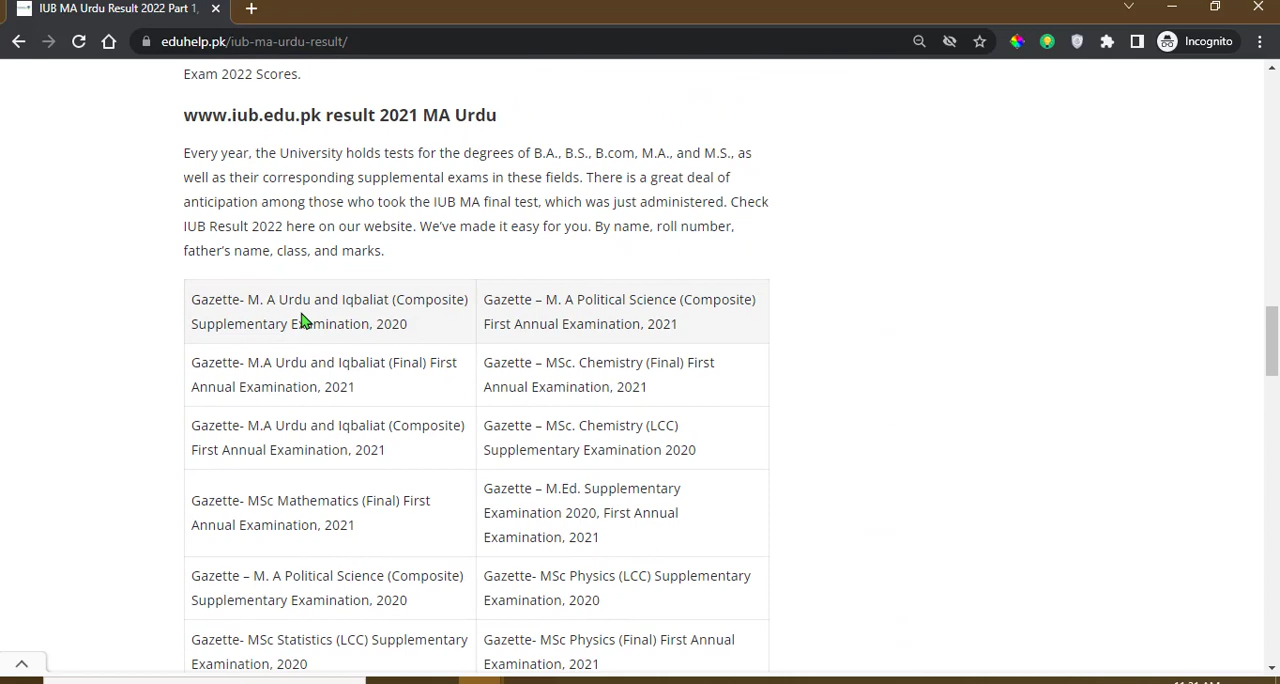 IUB MA Urdu Result 2022 Part 1,
eduhelp.pk/iub-ma-urdu-result/
Incognito
Exam 2022 Scores.
www.iub.edu.pk result 2021 MA Urdu
Every year, the University holds tests for the degrees of B.A., B.S., B.com, M.A., and M.S., as
well as their corresponding supplemental exams in these fields. There is a great deal of
anticipation among those who took the IUB MA final test, which was just administered. Check
IUB Result 2022 here on our website. We’ve made it easy for you. By name, roll number,
father’s name, class, and marks.
Gazette- M. A Urdu and Iqbaliat (Composite)
Supplementary Examination, 2020
Gazette – M. A Political Science (Composite)
First Annual Examination, 2021
Gazette- M.A Urdu and Iqbaliat (Final) First
Annual Examination, 2021
Gazette – MSc. Chemistry (Final) First
Annual Examination, 2021
Gazette- M.A Urdu and Iqbaliat (Composite)
First Annual Examination, 2021
Gazette – MSc. Chemistry (LCC)
Supplementary Examination 2020
Gazette- MSc Mathematics (Final) First
Annual Examination, 2021
Gazette – M.Ed. Supplementary
Examination 2020, First Annual
Examination, 2021
Gazette – M. A Political Science (Composite)
Supplementary Examination, 2020
Gazette- MSc Physics (LCC) Supplementary
Examination, 2020
Gazette- MSc Statistics (LCC) Supplementary
Examination, 2020
Gazette- MSc Physics (Final) First Annual
Examination, 2021